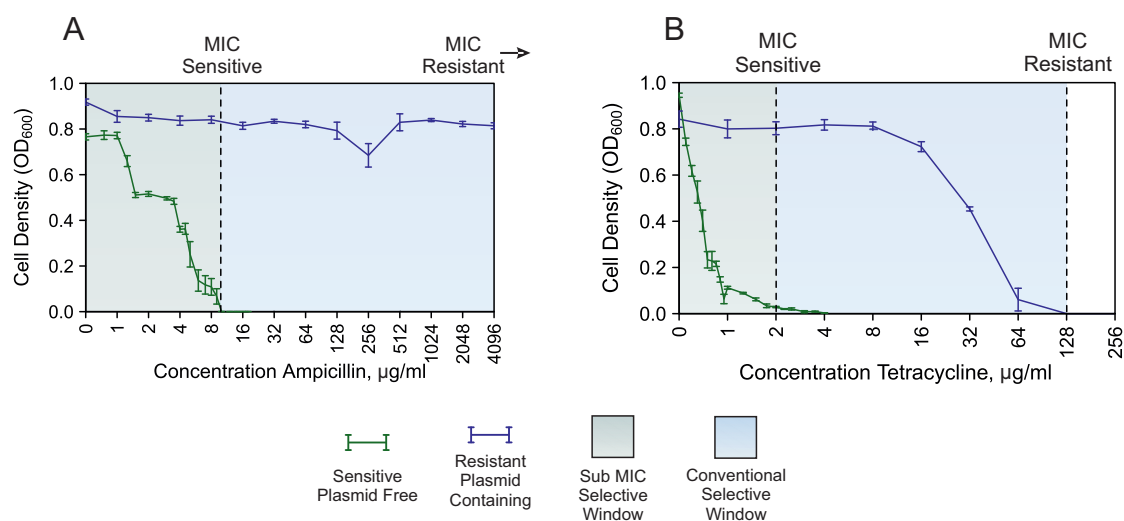 A
MIC
Sensitive
MIC
Resistant
1.0
0.8
0.6
0.4
0.2
0.0
Cell Density (OD600)
0 1 2 4 8 16 32 64 128 256 512 1024 2048 4096
Concentration Ampicillin, µg/ml
B
MIC
Sensitive
MIC
Resistant
1.0
0.8
0.6
0.4
0.2
0.0
Cell Density (OD600)
0 1 2 4 8 16 32 64 128 256
Concentration Tetracycline, µg/ml
Sensitive
Plasmid Free
Resistant
Plasmid
Containing
Sub MIC
Selective
Window
Conventional
Selective
Window